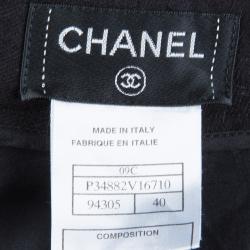 CHANEL
MADE IN ITALY
FABRIQUE EN ITALIE
09C
P34882V16710
94305 40
COMPOSITION